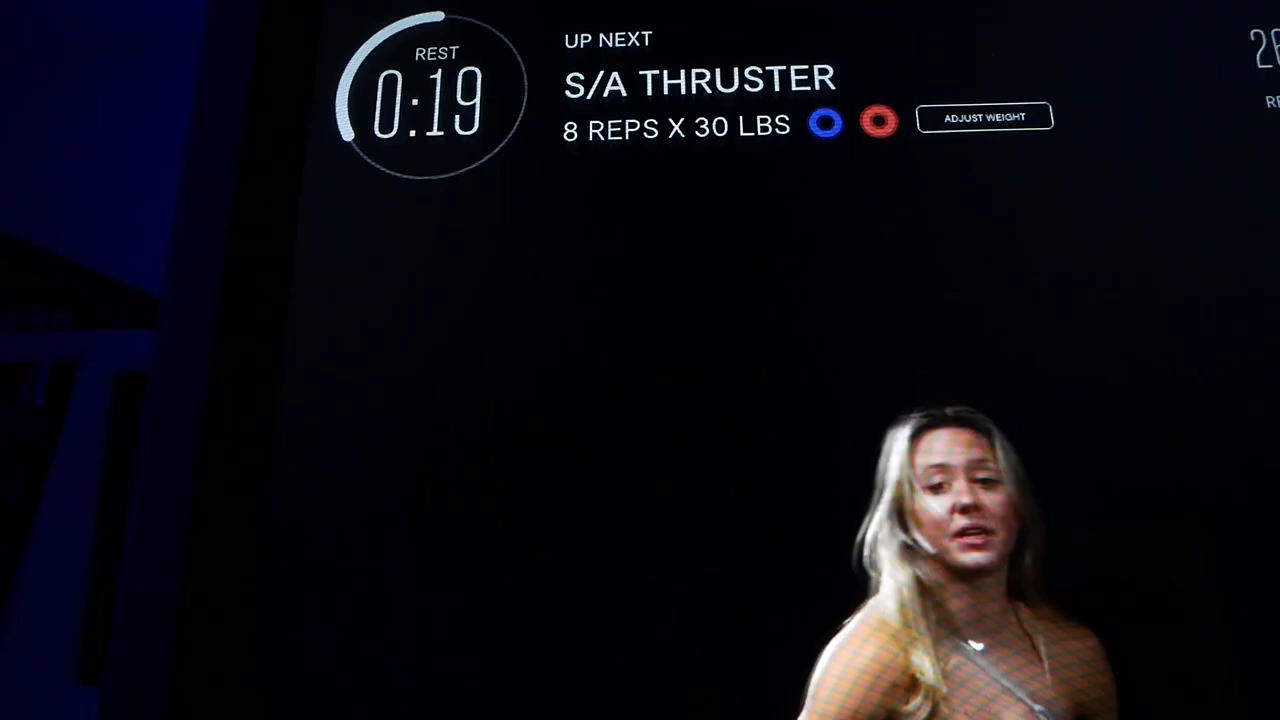 REST
0:19
UP NEXT
S/A THRUSTER
8 REPS X 30 LBS
ADJUST WEIGHT